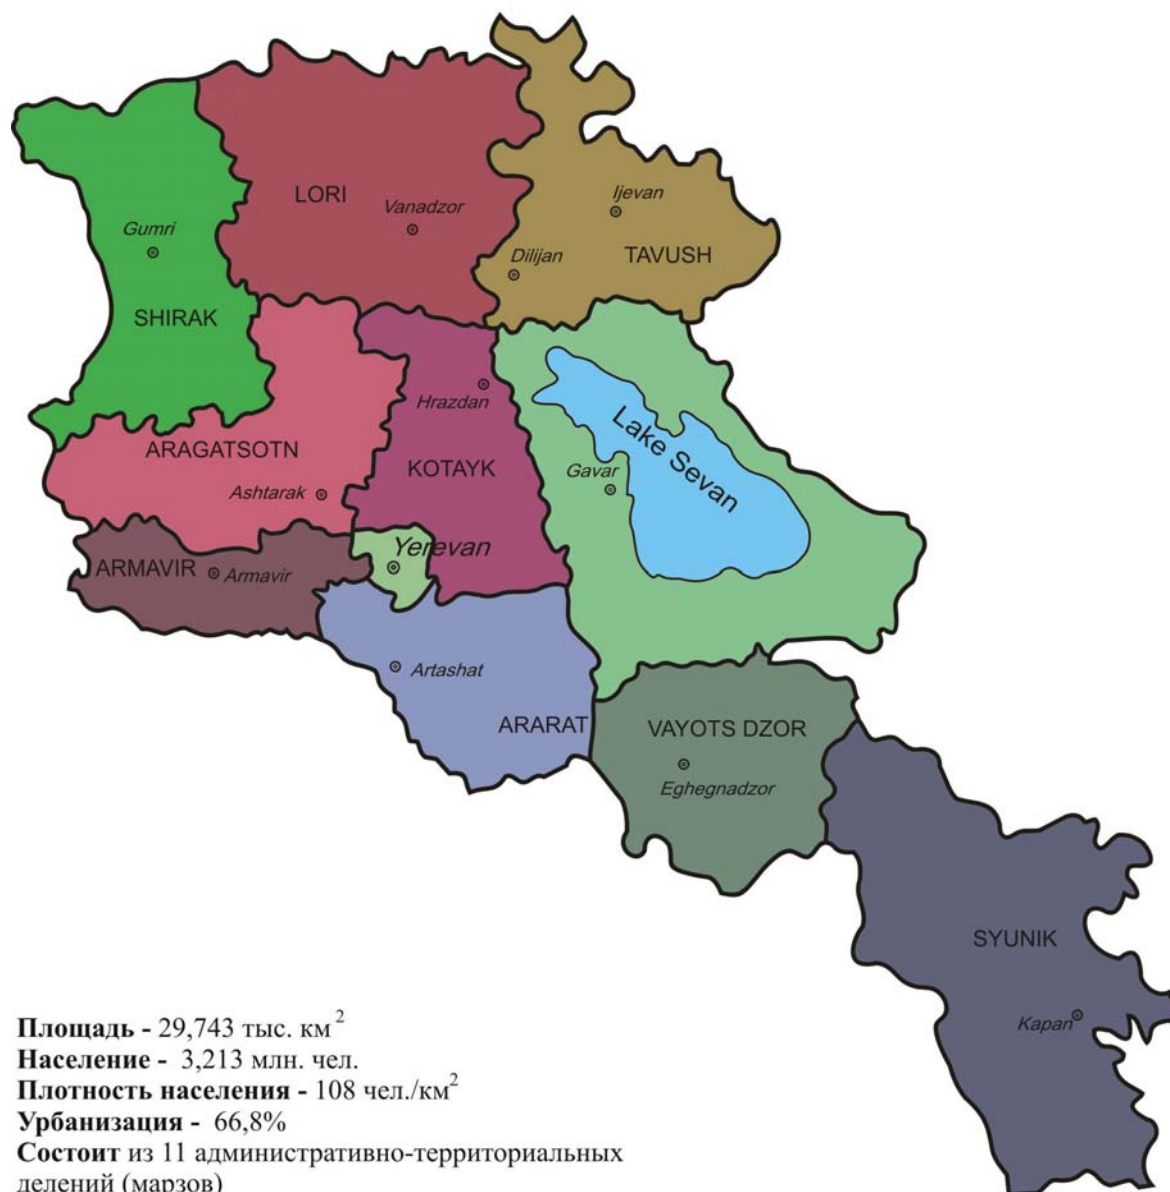 LORI
Vanadzor
Ijevan
Dilijan
TAVUSH
Gumri
SHIRAK
Hrazdan
Lake Sevan
ARAGATSOTN
KOTAYK
Gavar
Ashtarak
Yerevan
ARMAVIR
Armavir
Artashat
ARARAT
VAYOTS DZOR
Eghegnadzor
SYUNIK
Kapan
Площадь - 29,743 тыс. км²
Население - 3,213 млн. чел.
Плотность населения - 108 чел./км²
Урбанизация - 66,8%
Состоит из 11 административно-территориальных
делений (марзов)